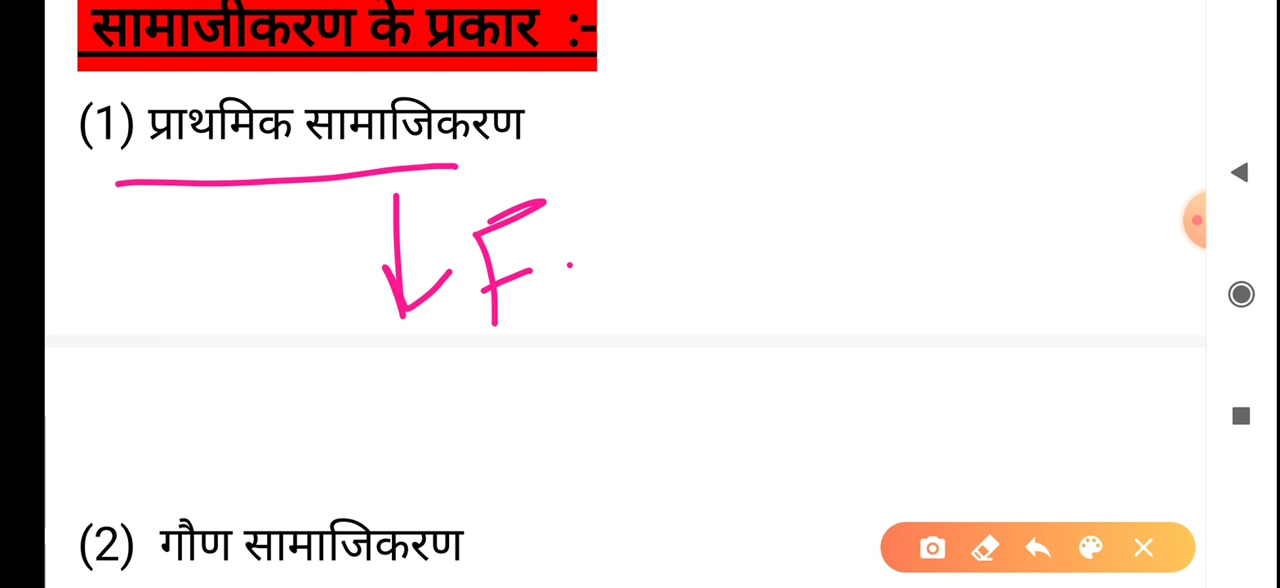 सामाजीकरण के प्रकार :-
(1) प्राथमिक सामाजिकरण
F.
(2) गौण सामाजिकरण